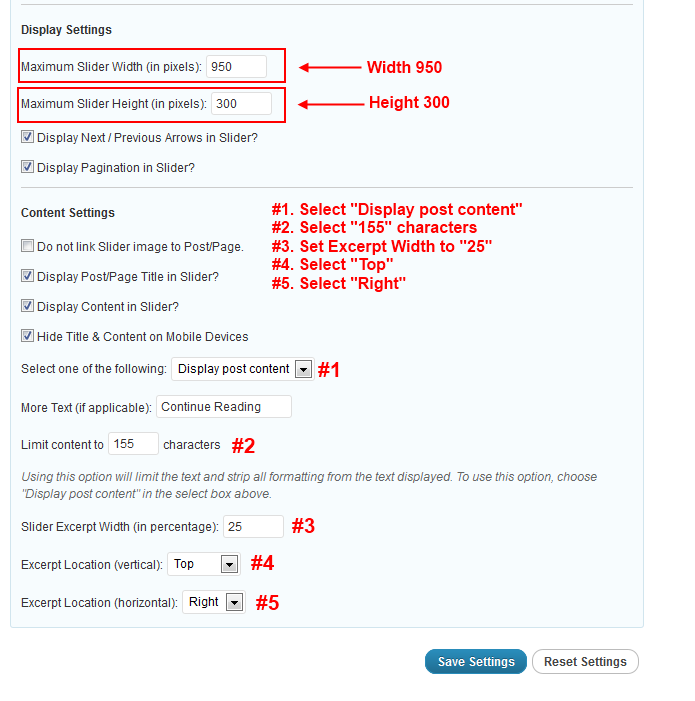 Display Settings
Maximum Slider Width (in pixels): 950 Width 950
Maximum Slider Height (in pixels): 300 Height 300
Display Next / Previous Arrows in Slider?
Display Pagination in Slider?
Content Settings
#1. Select "Display post content"
#2. Select "155" characters
#3. Set Excerpt Width to "25"
#4. Select "Top"
#5. Select "Right"
Do not link Slider image to Post/Page.
Display Post/Page Title in Slider?
Display Content in Slider?
Hide Title & Content on Mobile Devices
Select one of the following: Display post content #1
More Text (if applicable): Continue Reading
Limit content to 155 characters #2
Using this option will limit the text and strip all formatting from the text displayed. To use this option, choose
"Display post content" in the select box above.
Slider Excerpt Width (in percentage): 25 #3
Excerpt Location (vertical): Top #4
Excerpt Location (horizontal): Right #5
Save Settings Reset Settings